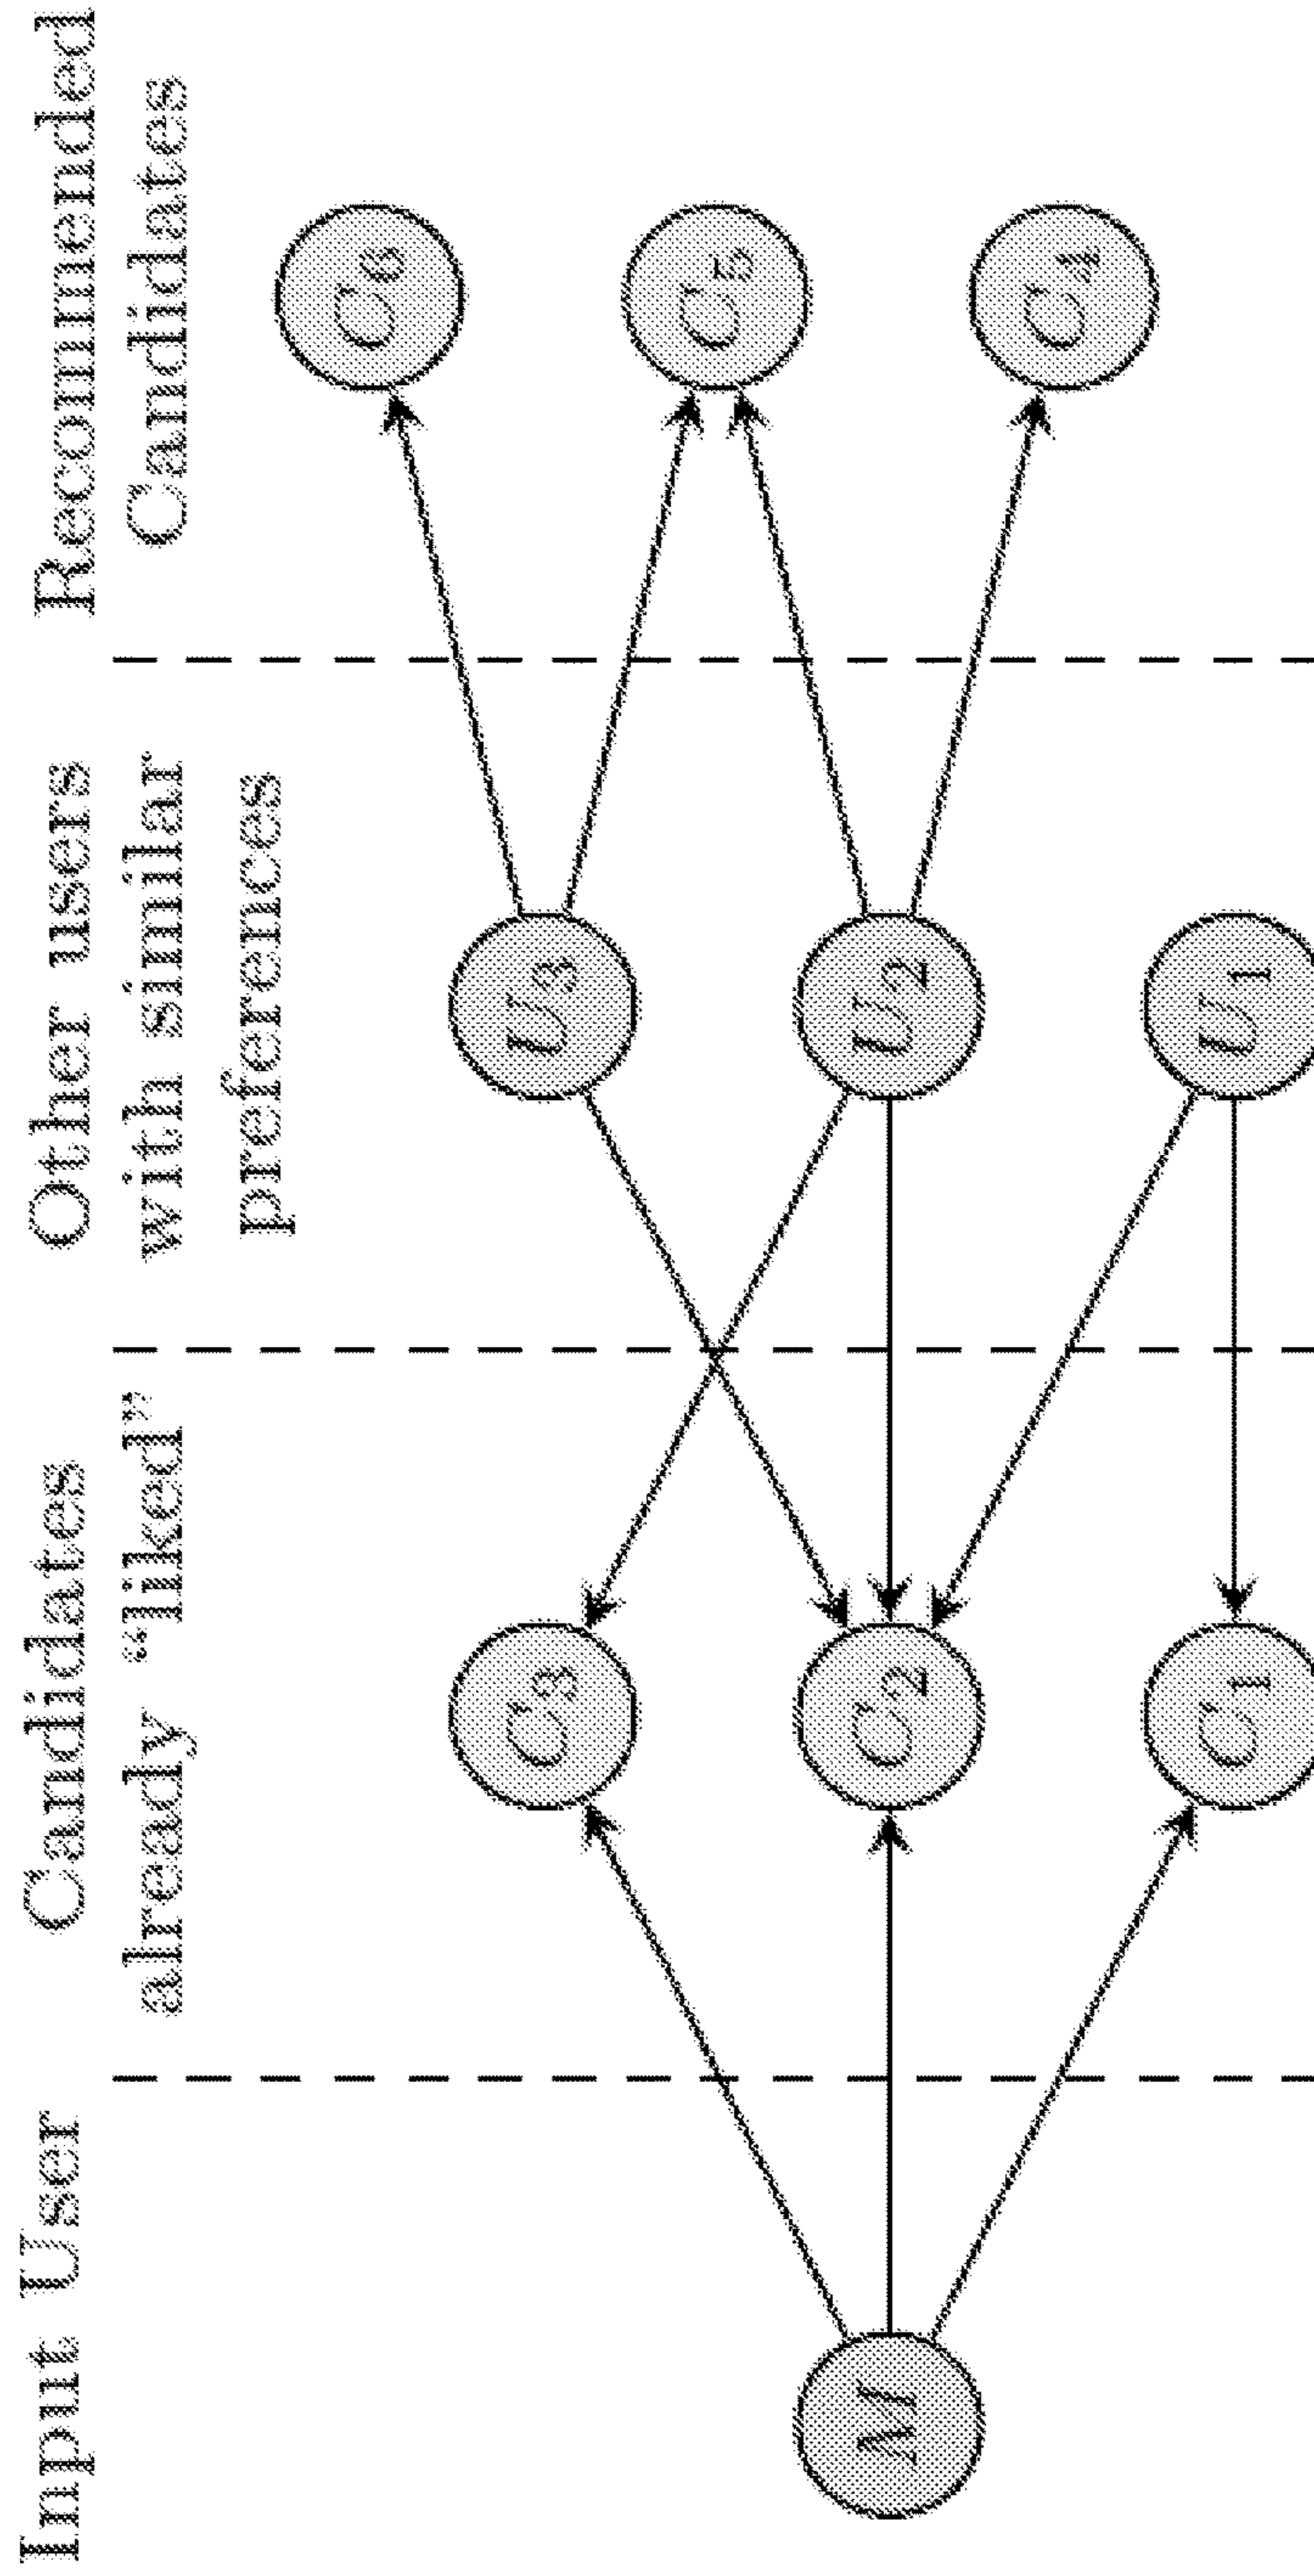 Input User
Candidates
already “liked”
Other users
with similar
preferences
Recommended
Candidates
M
C3
C2
C1
U3
U2
U1
C6
C5
C4